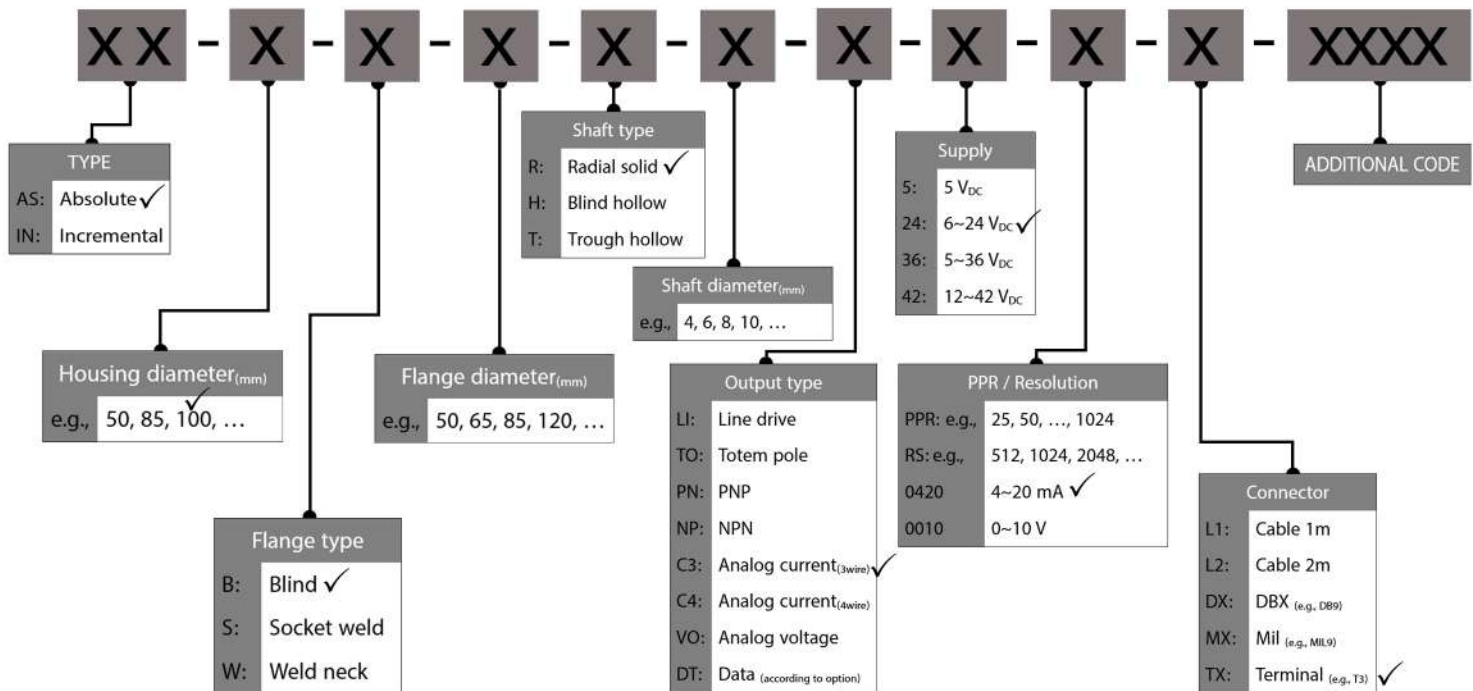 XX - X - X - X - X - X - X - X - X - X - XXXX
TYPE
AS: Absolute ✓
IN: Incremental
Housing diameter(mm)
e.g., 50, 85, 100, … ✓
Flange type
B: Blind ✓
S: Socket weld
W: Weld neck
Flange diameter(mm)
e.g., 50, 65, 85, 120, …
Shaft type
R: Radial solid ✓
H: Blind hollow
T: Trough hollow
Shaft diameter(mm)
e.g., 4, 6, 8, 10, …
Output type
LI: Line drive
TO: Totem pole
PN: PNP
NP: NPN
C3: Analog current(3wire) ✓
C4: Analog current(4wire)
VO: Analog voltage
DT: Data (according to option)
Supply
5: 5 VDC
24: 6~24 VDC ✓
36: 5~36 VDC
42: 12~42 VDC
PPR / Resolution
PPR: e.g., 25, 50, …, 1024
RS: e.g., 512, 1024, 2048, …
0420 4~20 mA ✓
0010 0~10 V
Connector
L1: Cable 1m
L2: Cable 2m
DX: DBX (e.g., DB9)
MX: Mil (e.g., MIL9)
TX: Terminal (e.g., T3) ✓
ADDITIONAL CODE